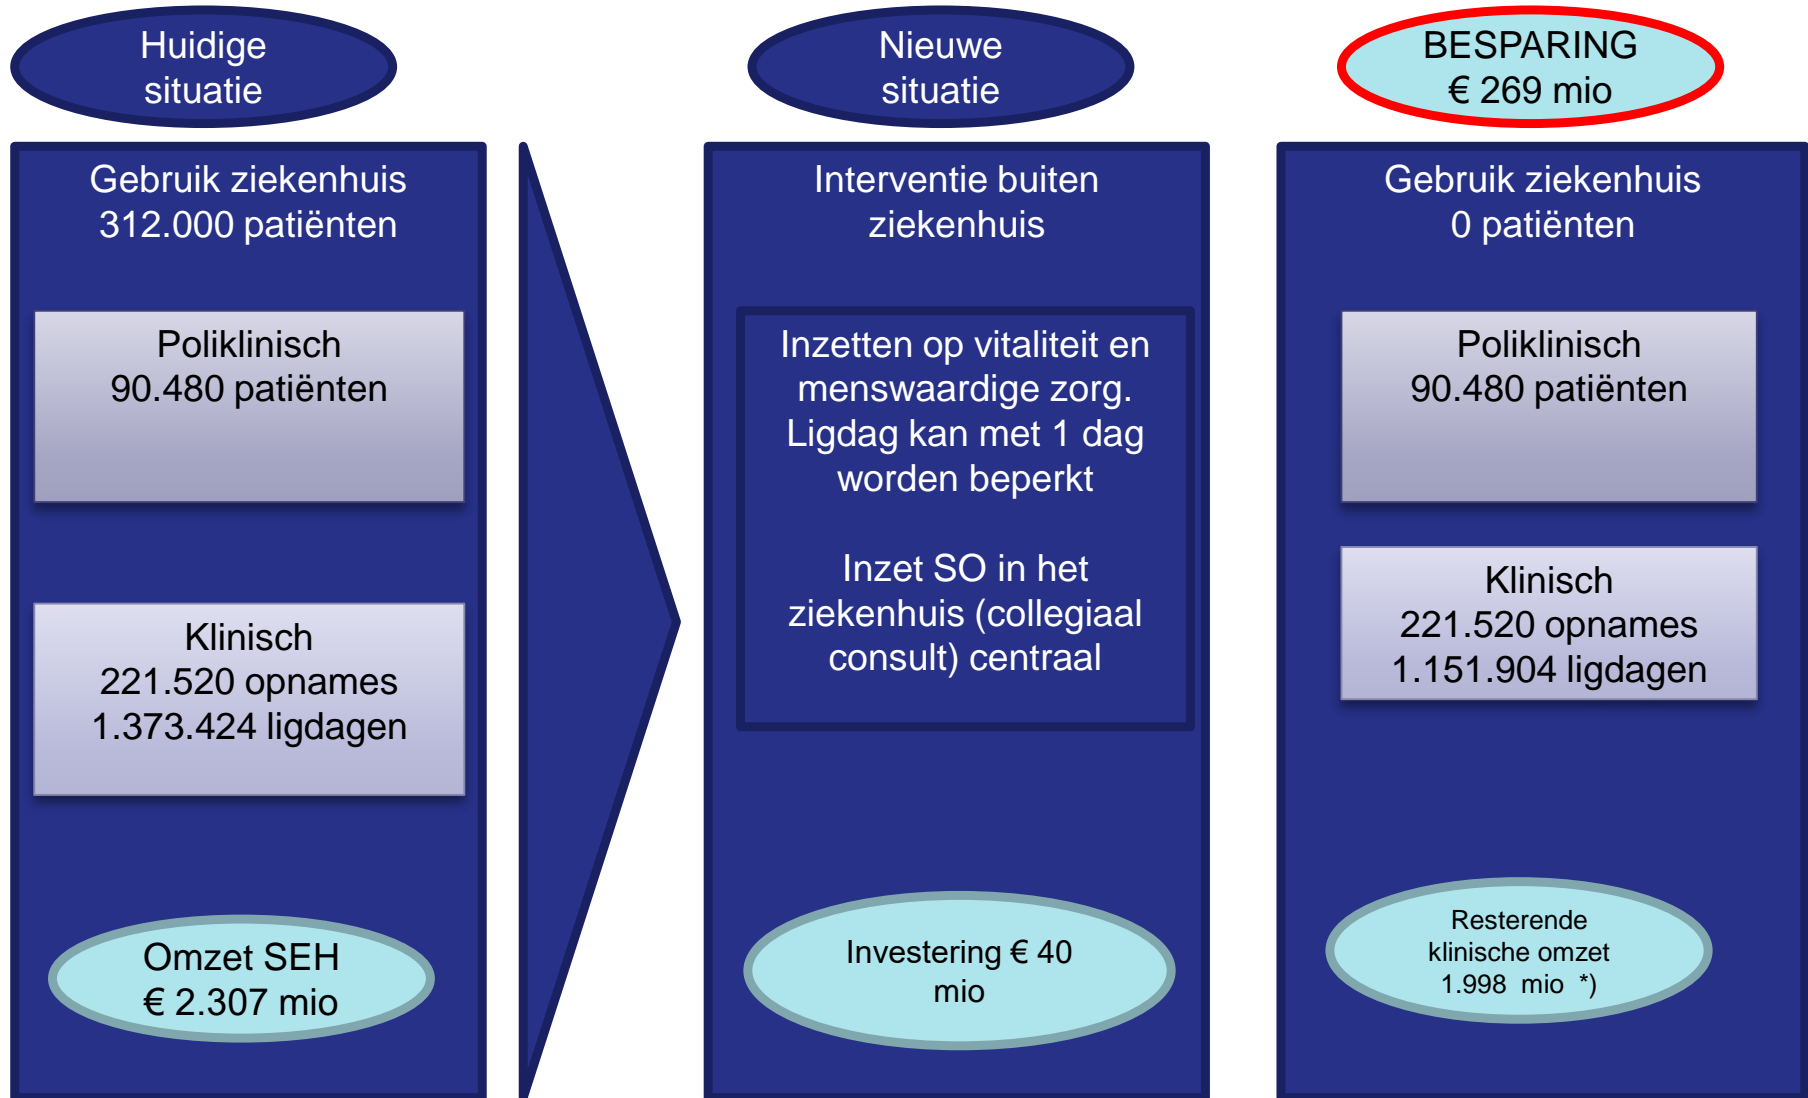 Huidige
situatie
Gebruik ziekenhuis
312.000 patiënten
Poliklinisch
90.480 patiënten
Klinisch
221.520 opnames
1.373.424 ligdagen
Omzet SEH
€ 2.307 mio
Nieuwe
situatie
Interventie buiten
ziekenhuis
Inzetten op vitaliteit en
menswaardige zorg.
Ligdag kan met 1 dag
worden beperkt
Inzet SO in het
ziekenhuis (collegiaal
consult) centraal
Investering € 40
mio
BESPARING
€ 269 mio
Gebruik ziekenhuis
0 patiënten
Poliklinisch
90.480 patiënten
Klinisch
221.520 opnames
1.151.904 ligdagen
Resterende
klinische omzet
1.998 mio *)